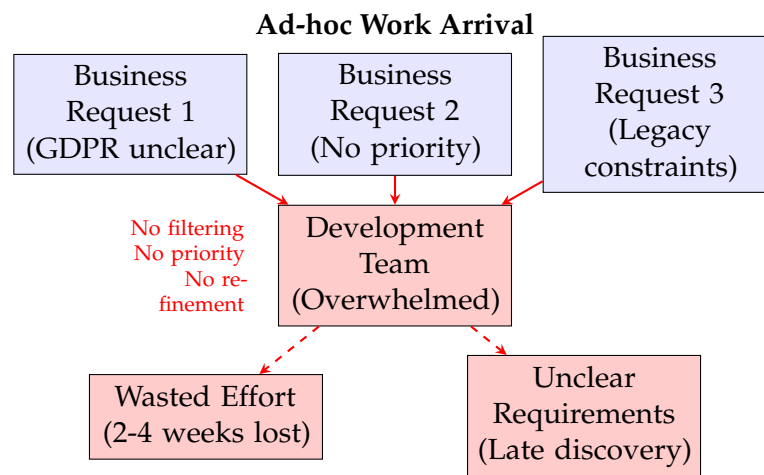 Ad-hoc Work Arrival
Business
Request 1
(GDPR unclear)
Business
Request 2
(No priority)
Business
Request 3
(Legacy
constraints)
No filtering
No priority
No re-
finement
Development
Team
(Overwhelmed)
Wasted Effort
(2-4 weeks lost)
Unclear
Requirements
(Late discovery)